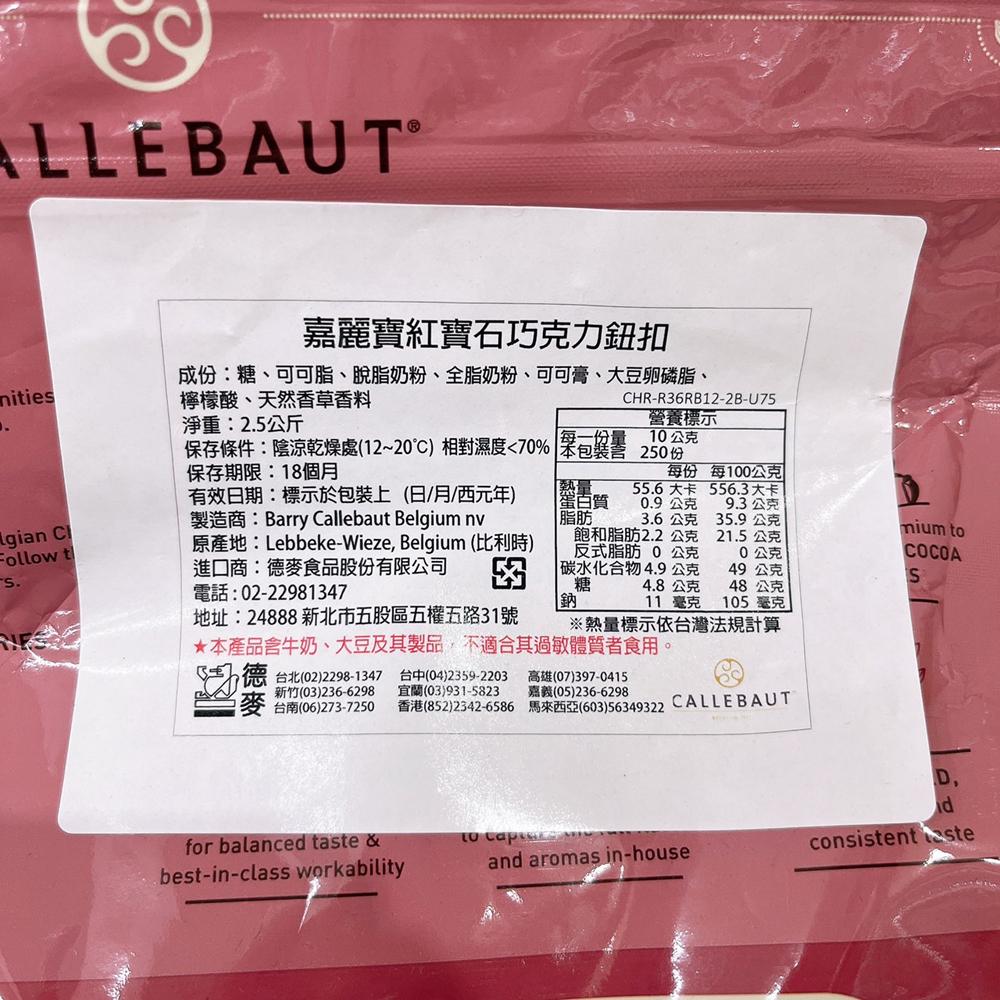 ALLEBAUT®
嘉麗寶紅寶石巧克力鈕扣
成份：糖、可可脂、脫脂奶粉、全脂奶粉、可可膏、大豆卵磷脂、
檸檬酸、天然香草香料
CHR-R36RB12-2B-U75
淨重：2.5公斤
保存條件：陰涼乾燥處(12~20℃) 相對濕度<70%
保存期限：18個月
有效日期：標示於包裝上 (日/月/西元年)
製造商：Barry Callebaut Belgium nv
原產地：Lebbeke-Wieze, Belgium (比利時)
進口商：德麥食品股份有限公司
電話：02-22981347
地址：24888 新北市五股區五權五路31號
營養標示
每一份量 10 公克
本包裝含 250份
每份 每100公克
熱量 55.6 大卡 556.3 大卡
蛋白質 0.9 公克 9.3 公克
脂肪 3.6 公克 35.9 公克
飽和脂肪 2.2 公克 21.5 公克
反式脂肪 0 公克 0 公克
碳水化合物 4.9 公克 49 公克
糖 4.8 公克 48 公克
鈉 11 毫克 105 毫克
※熱量標示依台灣法規計算
★本產品含牛奶、大豆及其製品，不適合其過敏體質者食用。
德麥
台北(02)2298-1347 台中(04)2359-2203 高雄(07)397-0415
新竹(03)236-6298 宜蘭(03)931-5823 嘉義(05)236-6298
台南(06)273-7250 香港(852)2342-6586 馬來西亞(603)56349322
CALLEBAUT
nities
lgian Ch
Follow t
rs.
RIES
mium to
COCOA
S
for balanced taste &
best-in-class workability
to captu
and aromas in-house
D,
nd
consistent taste